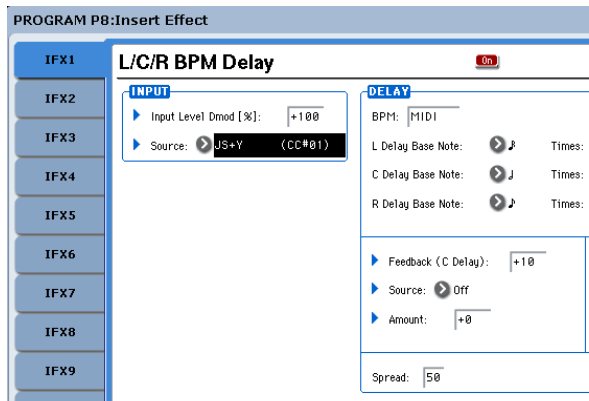 PROGRAM P8:Insert Effect
IFX1
IFX2
IFX3
IFX4
IFX5
IFX6
IFX7
IFX8
IFX9
L/C/R BPM Delay
On
INPUT
Input Level Dmod [%]: +100
Source: JS+Y (CC#01)
DELAY
BPM: MIDI
L Delay Base Note: Times:
C Delay Base Note: Times:
R Delay Base Note: Times:
Feedback (C Delay): +10
Source: Off
Amount: +0
Spread: 50